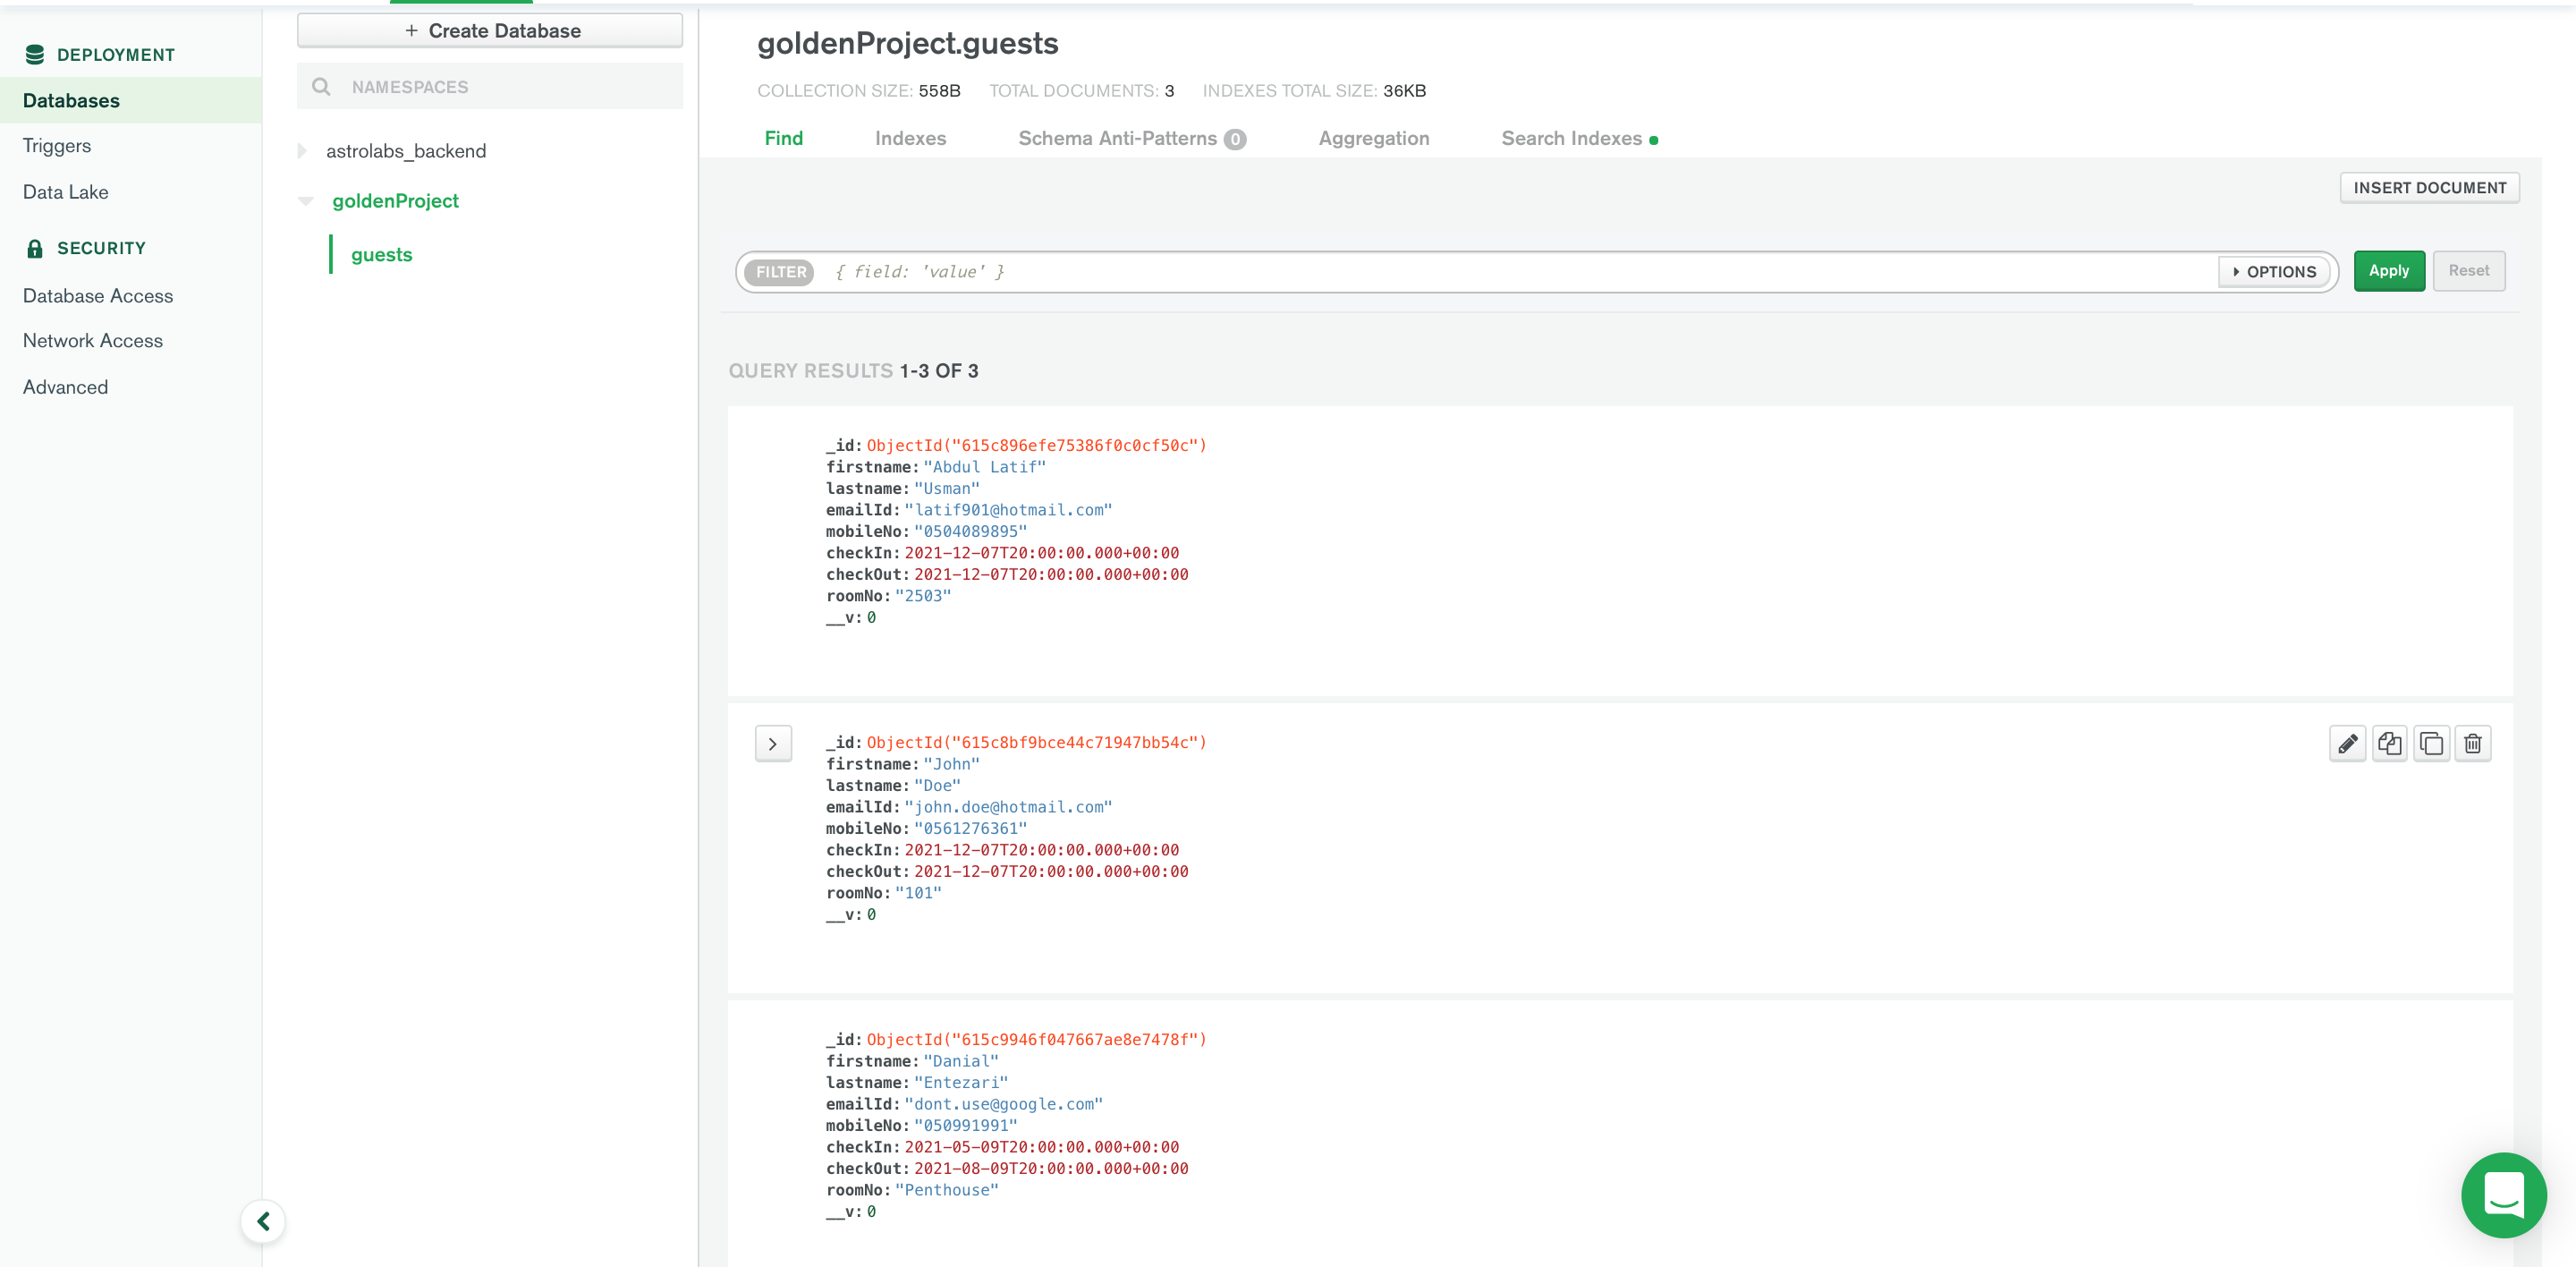 DEPLOYMENT
Databases
Triggers
Data Lake
SECURITY
Database Access
Network Access
Advanced
+ Create Database
NAMESPACES
astrolabs_backend
goldenProject
guests
goldenProject.guests
COLLECTION SIZE: 558B TOTAL DOCUMENTS: 3 INDEXES TOTAL SIZE: 36KB
Find Indexes Schema Anti-Patterns 0 Aggregation Search Indexes
INSERT DOCUMENT
FILTER { field: 'value' } OPTIONS Apply Reset
QUERY RESULTS 1-3 OF 3
_id: ObjectId("615c896efe75386f0c0cf50c")
firstname: "Abdul Latif"
lastname: "Usman"
emailId: "latif901@hotmail.com"
mobileNo: "0504089895"
checkIn: 2021-12-07T20:00:00.000+00:00
checkOut: 2021-12-07T20:00:00.000+00:00
roomNo: "2503"
__v: 0
_id: ObjectId("615c8bf9bce44c71947bb54c")
firstname: "John"
lastname: "Doe"
emailId: "john.doe@hotmail.com"
mobileNo: "0561276361"
checkIn: 2021-12-07T20:00:00.000+00:00
checkOut: 2021-12-07T20:00:00.000+00:00
roomNo: "101"
__v: 0
_id: ObjectId("615c9946f047667ae8e7478f")
firstname: "Danial"
lastname: "Entezari"
emailId: "dont.use@google.com"
mobileNo: "050991991"
checkIn: 2021-05-09T20:00:00.000+00:00
checkOut: 2021-08-09T20:00:00.000+00:00
roomNo: "Penthouse"
__v: 0